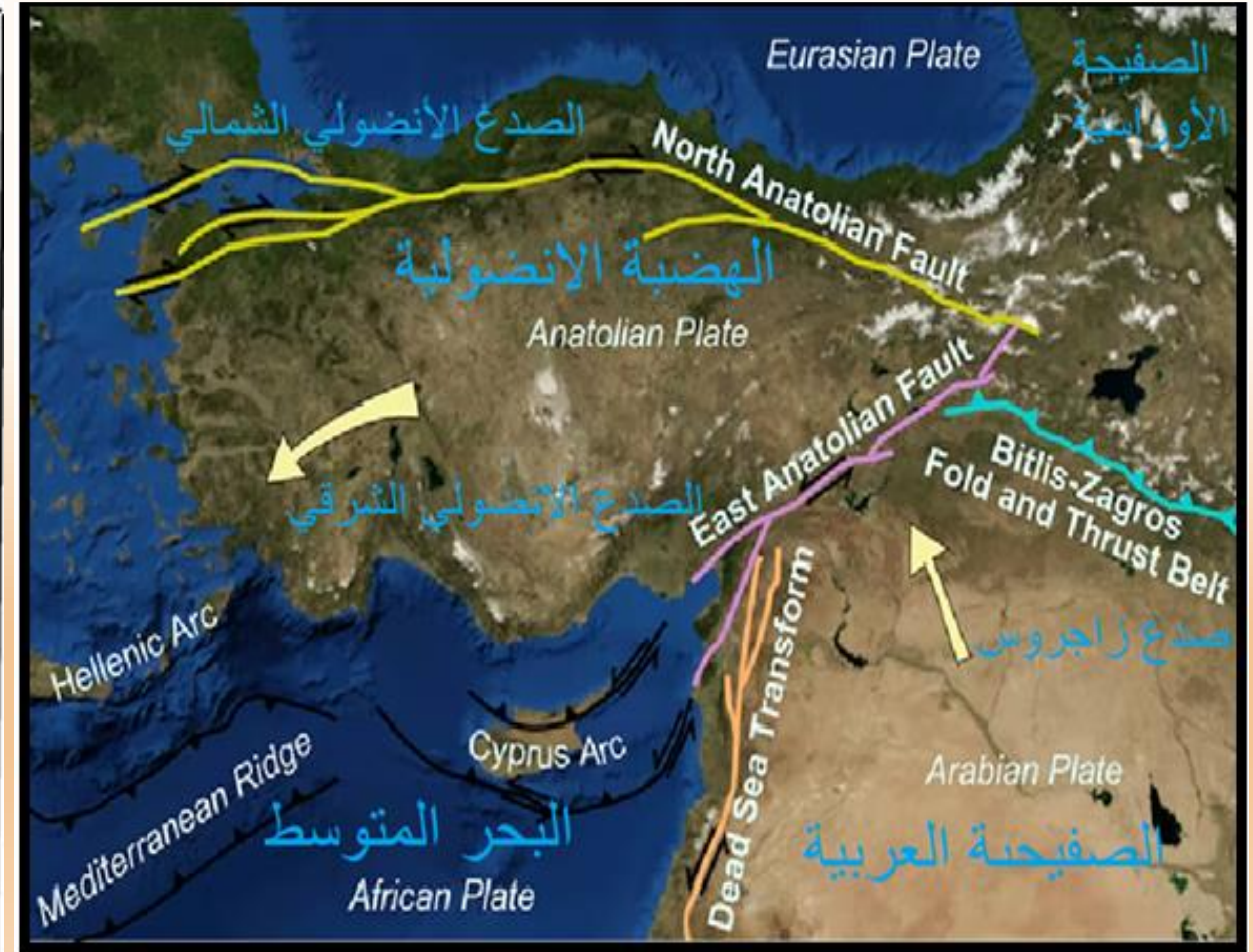 Eurasian Plate
الصفيحة
الأوراسية
الصدغ الأنضولي الشمالي
North Anatolian Fault
الهضبة الانضولية
Anatolian Plate
East Anatolian Fault
الصدع الانضولي الشرقي
Bitlis-Zagros
Fold and Thrust Belt
صدع زاجروس
Hellenic Arc
Cyprus Arc
Mediterranean Ridge
البحر المتوسط
African Plate
Dead Sea Transform
Arabian Plate
الصفيحىة العربية